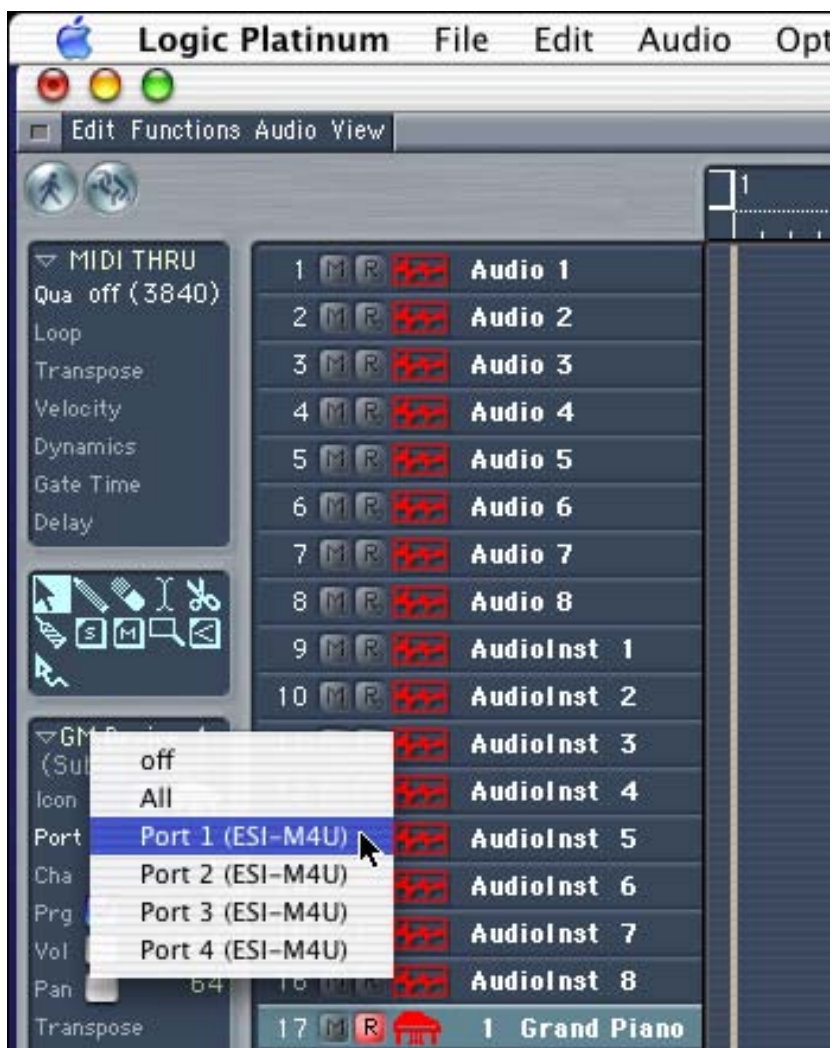 Logic Platinum File Edit Audio Opt
Edit Functions Audio View
1
MIDI THRU
Qua off (3840)
Loop
Transpose
Velocity
Dynamics
Gate Time
Delay
1 M R Audio 1
2 M R Audio 2
3 M R Audio 3
4 M R Audio 4
5 M R Audio 5
6 M R Audio 6
7 M R Audio 7
8 M R Audio 8
9 M R AudioInst 1
10 M R AudioInst 2
AudioInst 3
AudioInst 4
AudioInst 5
AudioInst 6
AudioInst 7
16 AudioInst 8
17 M R 1 Grand Piano
S M
GM
(Su
Icon
Port
Cha
Prg
Vol
Pan 64
Transpose
off
All
Port 1 (ESI-M4U)
Port 2 (ESI-M4U)
Port 3 (ESI-M4U)
Port 4 (ESI-M4U)